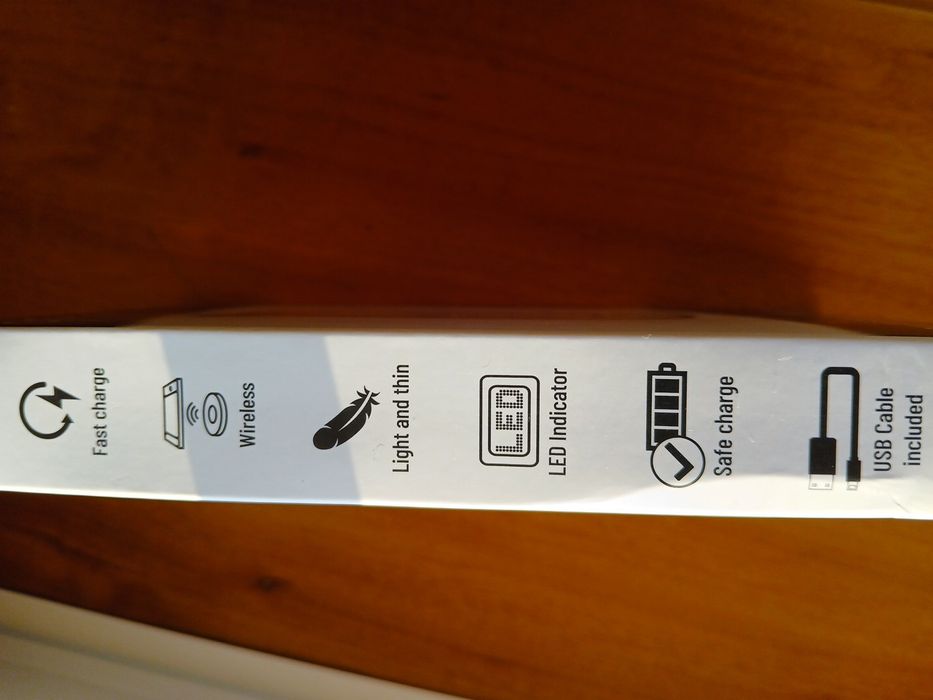 Fast charge
Wireless
Light and thin
LED
LED Indicator
Safe charge
USB Cable
included